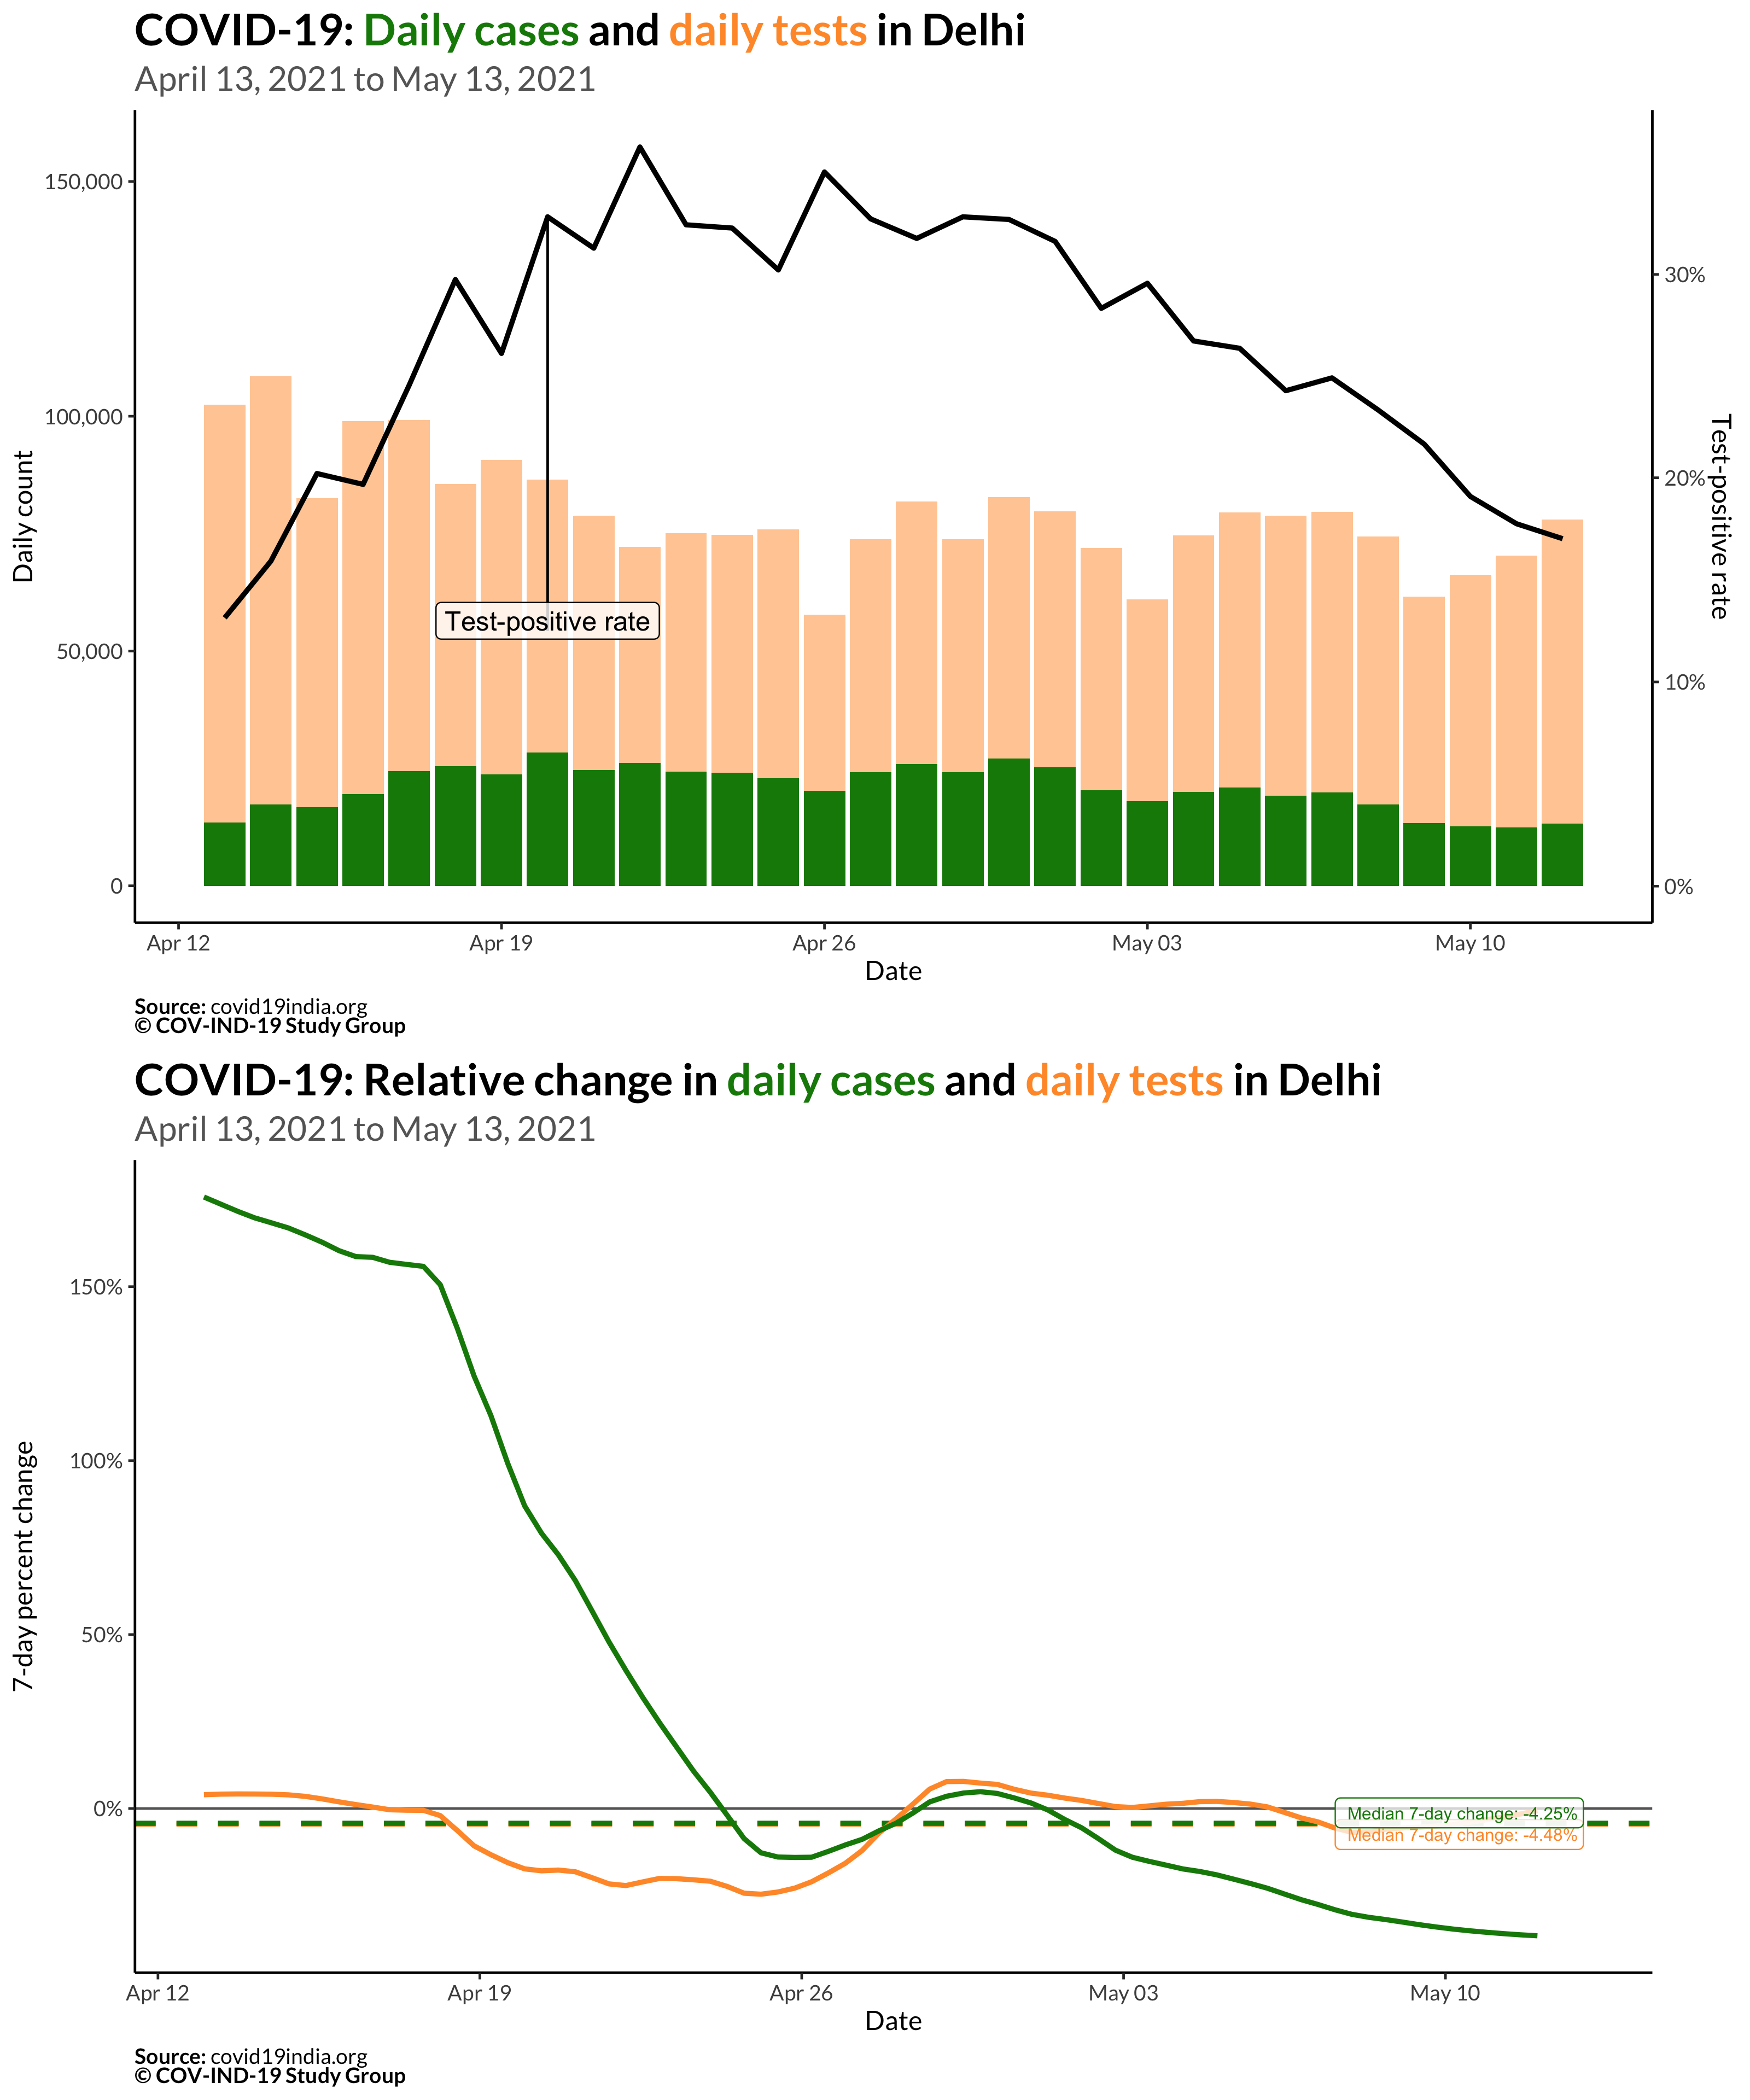 COVID-19: Daily cases and daily tests in Delhi
April 13, 2021 to May 13, 2021
150,000
100,000
50,000
0
Daily count
30%
20%
10%
0%
Test-positive rate
Test-positive rate
Apr 12
Apr 19
Apr 26
May 03
May 10
Date
Source: covid19india.org
© COV-IND-19 Study Group
COVID-19: Relative change in daily cases and daily tests in Delhi
April 13, 2021 to May 13, 2021
150%
100%
50%
0%
7-day percent change
Median 7-day change: -4.25%
Median 7-day change: -4.48%
Apr 12
Apr 19
Apr 26
May 03
May 10
Date
Source: covid19india.org
© COV-IND-19 Study Group